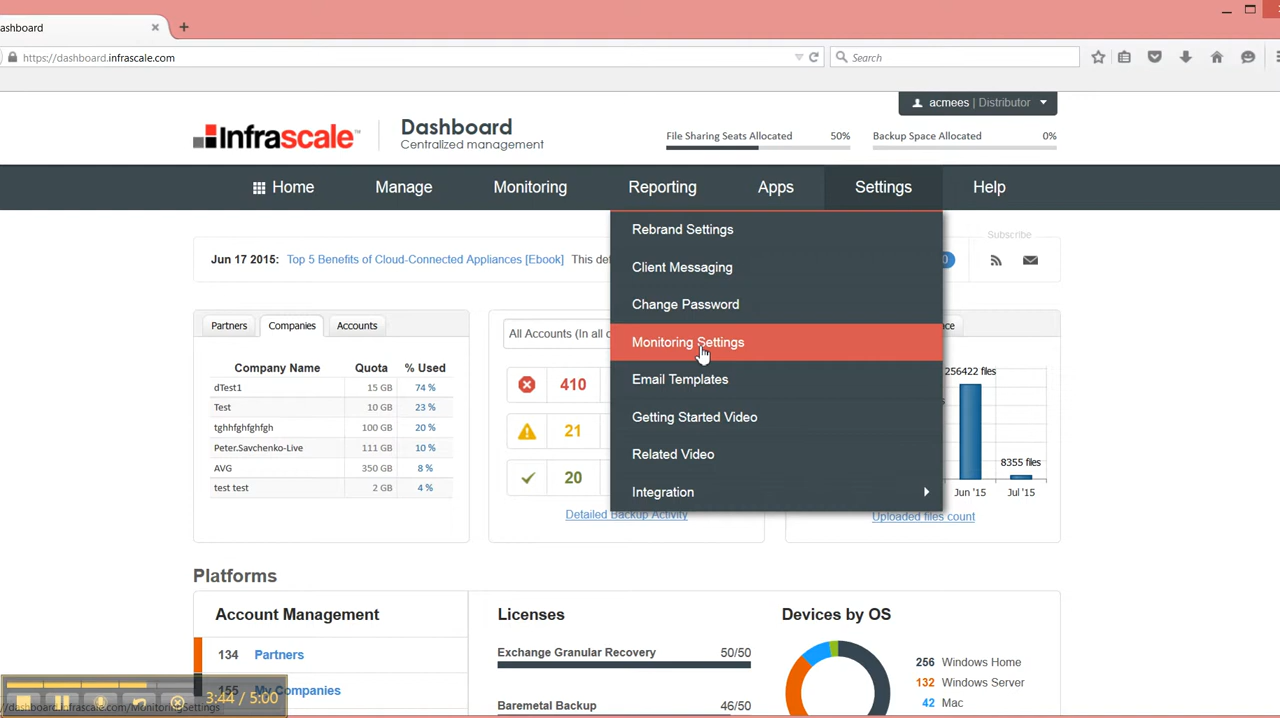 ashboard
https://dashboard.infrascale.com
Search
acmees | Distributor
Infrascale™
Dashboard
Centralized management
File Sharing Seats Allocated 50%
Backup Space Allocated 0%
Home
Manage
Monitoring
Reporting
Apps
Settings
Help
Rebrand Settings
Client Messaging
Change Password
Monitoring Settings
Email Templates
Getting Started Video
Related Video
Integration
Subscribe
Jun 17 2015: Top 5 Benefits of Cloud-Connected Appliances [Ebook] This de
0
Partners Companies Accounts
Company Name Quota % Used
dTest1 15 GB 74 %
Test 10 GB 23 %
tghhfghfghfgh 100 GB 20 %
Peter.Savchenko-Live 111 GB 10 %
AVG 350 GB 8 %
test test 2 GB 4 %
All Accounts (In all c
410
21
20
Detailed Backup Activity
ce
256422 files
8355 files
Jun '15 Jul '15
Uploaded files count
Platforms
Account Management
134 Partners
155 My Companies
Licenses
Exchange Granular Recovery 50/50
Baremetal Backup 46/50
Devices by OS
256 Windows Home
132 Windows Server
42 Mac
3:44 / 5:00
//dashboard.infrascale.com/MonitoringSettings